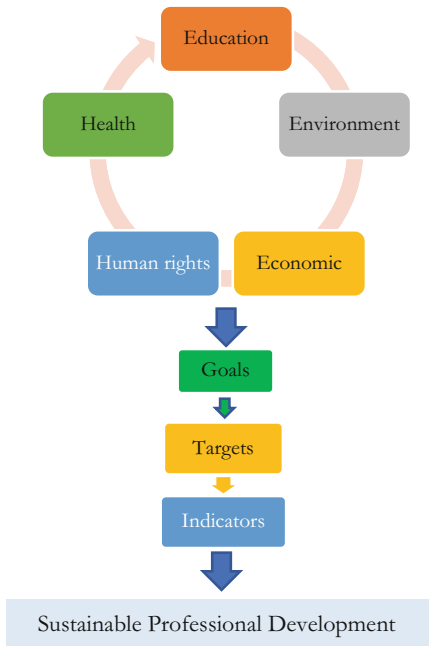 Education
Health
Environment
Human rights
Economic
Goals
Targets
Indicators
Sustainable Professional Development